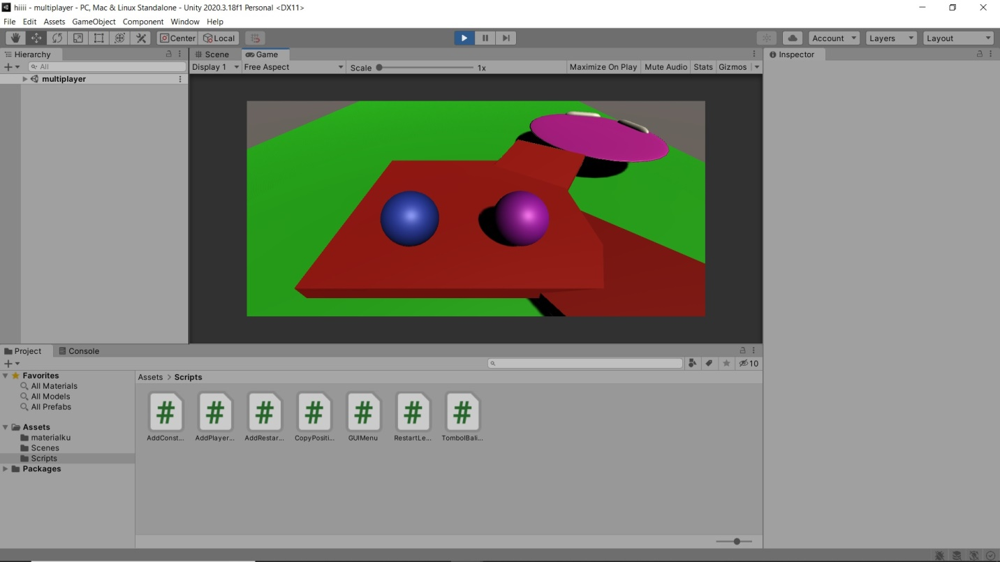 hiiii - multiplayer - PC, Mac & Linux Standalone - Unity 2020.3.18f1 Personal <DX11>
File Edit Assets GameObject Component Window Help
Center Local Account Layers Layout
Hierarchy Scene Game Inspector
All Display 1 Free Aspect Scale 1x Maximize On Play Mute Audio Stats Gizmos
multiplayer
Project Console
10
Favorites
All Materials
All Models
All Prefabs
Assets
materialku
Scenes
Scripts
Packages
Assets > Scripts
# # # # # # #
AddConst... AddPlayer... AddRestar... CopyPositi... GUIMenu RestartLe... TombolBali...